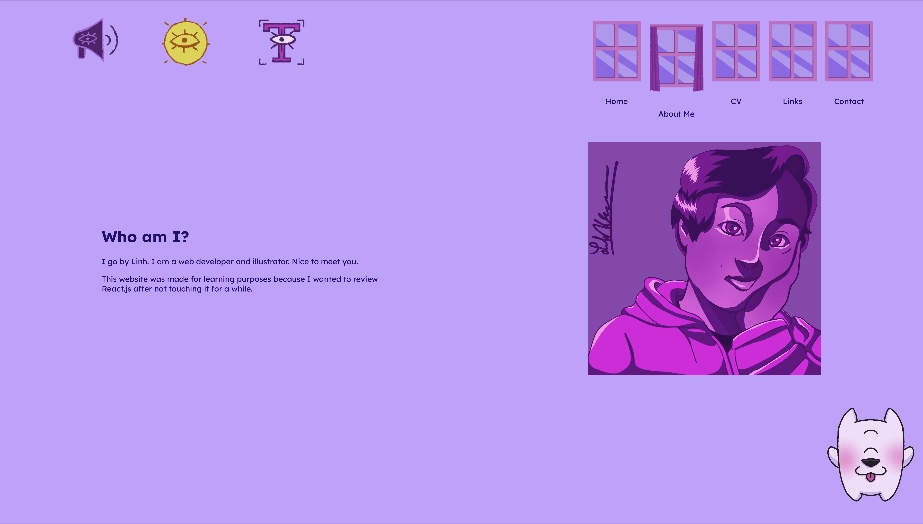 Home
About Me
CV
Links
Contact
Who am I?
I go by Linh. I am a web developer and illustrator. Nice to meet you.
This website was made for learning purposes because I wanted to review
React.js after not touching it for a while.